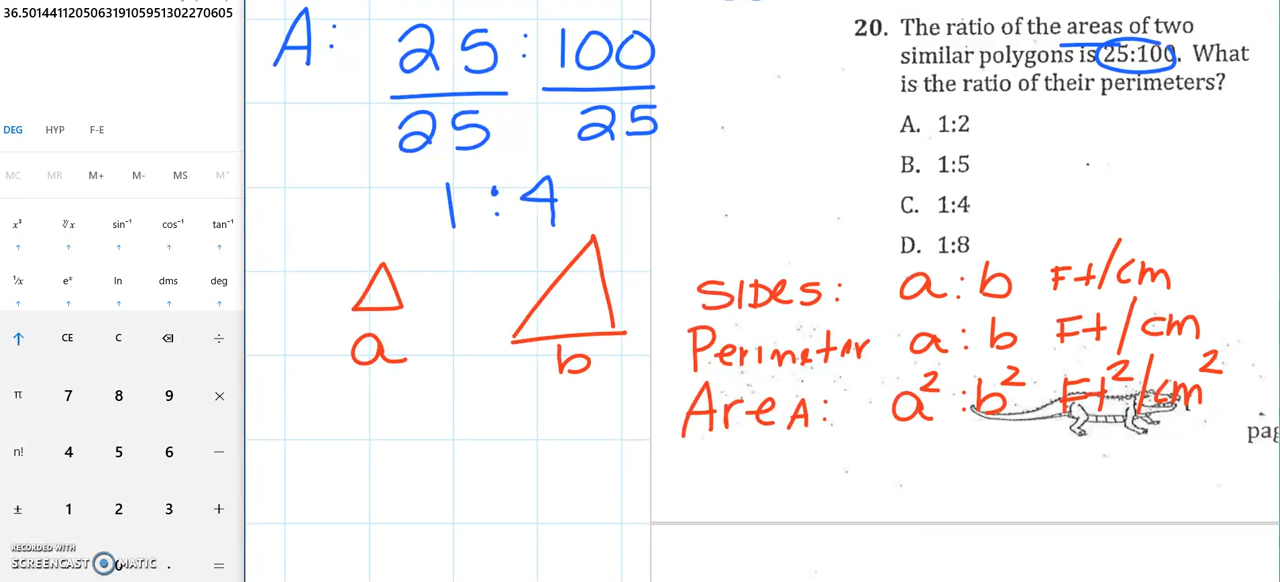 36.501441120506319105951302270605
DEG HYP F-E
MC MR M+ M- MS M˅
x³ ʸ√x sin⁻¹ cos⁻¹ tan⁻¹
↑ ↑ ↑ ↑ ↑
¹/x eˣ ln dms deg
↑ ↑ ↑ ↑ ↑
↑ CE C ⌫ ÷
π 7 8 9 ×
n! 4 5 6 −
± 1 2 3 +
0 . =
RECORDED WITH
SCREENCAST-O-MATIC
A: 25 : 100
25 25
1 : 4
a b
20. The ratio of the areas of two
similar polygons is 25:100. What
is the ratio of their perimeters?
A. 1:2
B. 1:5
C. 1:4
D. 1:8
SIDES: a : b Ft/cm
Perimeter a : b Ft/cm
AreA: a² : b² Ft²/cm²
pag